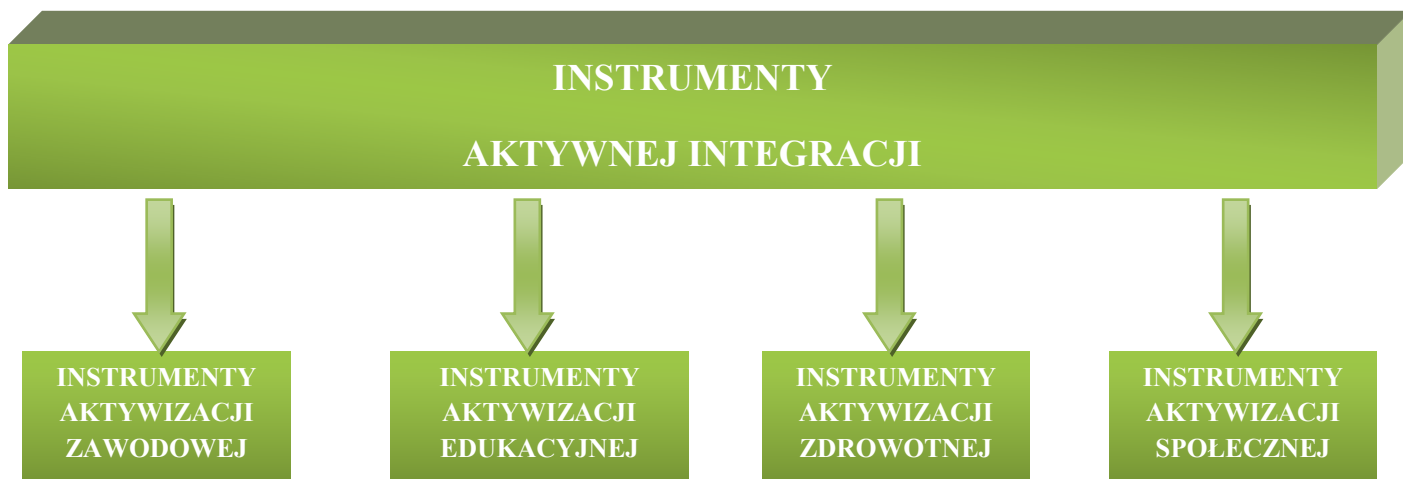 INSTRUMENTY
AKTYWNEJ INTEGRACJI
INSTRUMENTY
AKTYWIZACJI
ZAWODOWEJ
INSTRUMENTY
AKTYWIZACJI
EDUKACYJNEJ
INSTRUMENTY
AKTYWIZACJI
ZDROWOTNEJ
INSTRUMENTY
AKTYWIZACJI
SPOŁECZNEJ